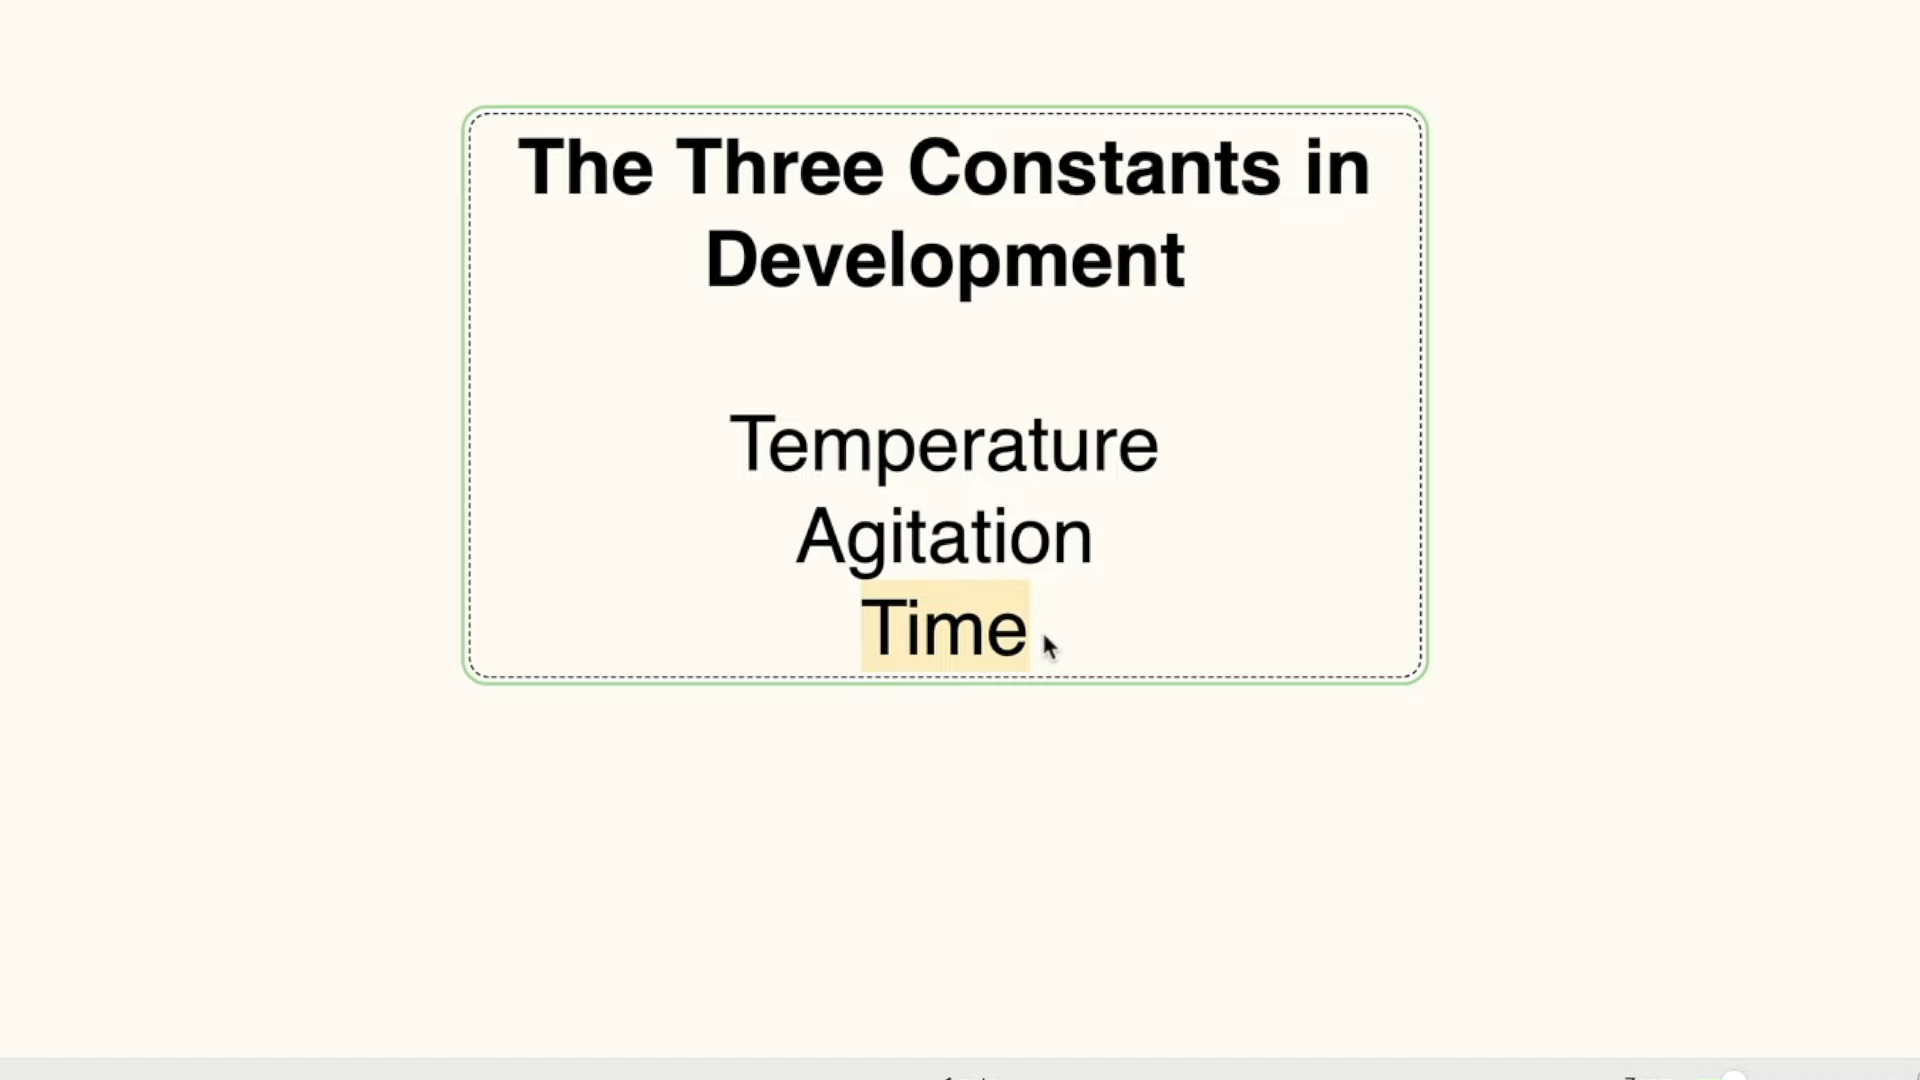 The Three Constants in
Development
Temperature
Agitation
Time